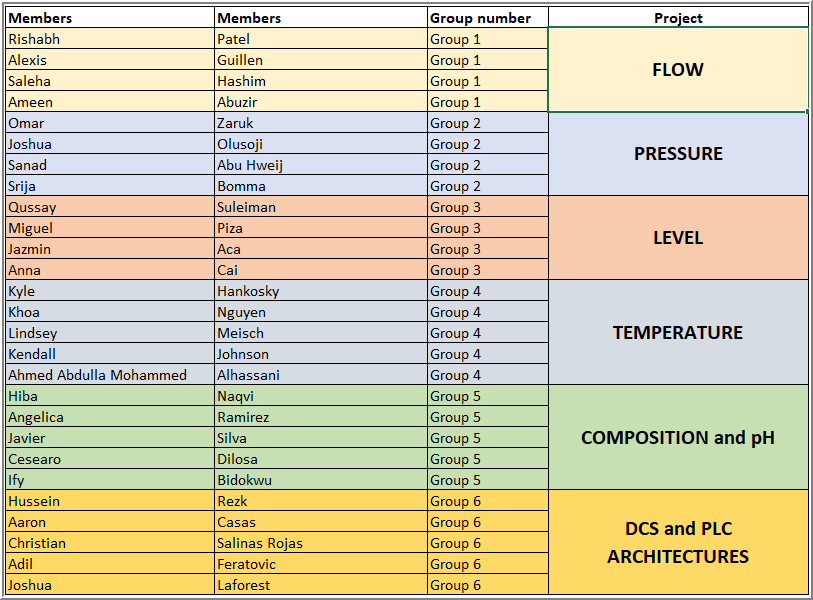 Members Members Group number Project
Rishabh Patel Group 1
Alexis Guillen Group 1
Saleha Hashim Group 1
Ameen Abuzir Group 1
FLOW
Omar Zaruk Group 2
Joshua Olusoji Group 2
Sanad Abu Hweij Group 2
Srija Bomma Group 2
PRESSURE
Qussay Suleiman Group 3
Miguel Piza Group 3
Jazmin Aca Group 3
Anna Cai Group 3
LEVEL
Kyle Hankosky Group 4
Khoa Nguyen Group 4
Lindsey Meisch Group 4
Kendall Johnson Group 4
Ahmed Abdulla Mohammed Alhassani Group 4
TEMPERATURE
Hiba Naqvi Group 5
Angelica Ramirez Group 5
Javier Silva Group 5
Cesearo Dilosa Group 5
Ify Bidokwu Group 5
COMPOSITION and pH
Hussein Rezk Group 6
Aaron Casas Group 6
Christian Salinas Rojas Group 6
Adil Feratovic Group 6
Joshua Laforest Group 6
DCS and PLC
ARCHITECTURES